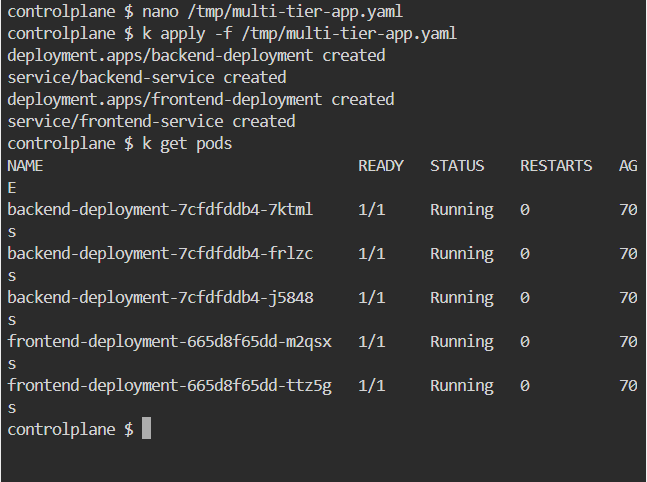 controlplane $ nano /tmp/multi-tier-app.yaml
controlplane $ k apply -f /tmp/multi-tier-app.yaml
deployment.apps/backend-deployment created
service/backend-service created
deployment.apps/frontend-deployment created
service/frontend-service created
controlplane $ k get pods
NAME                                   READY   STATUS    RESTARTS   AG
E
backend-deployment-7cfdfddb4-7ktml     1/1     Running   0          70
s
backend-deployment-7cfdfddb4-frlzc     1/1     Running   0          70
s
backend-deployment-7cfdfddb4-j5848     1/1     Running   0          70
s
frontend-deployment-665d8f65dd-m2qsx   1/1     Running   0          70
s
frontend-deployment-665d8f65dd-ttz5g   1/1     Running   0          70
s
controlplane $